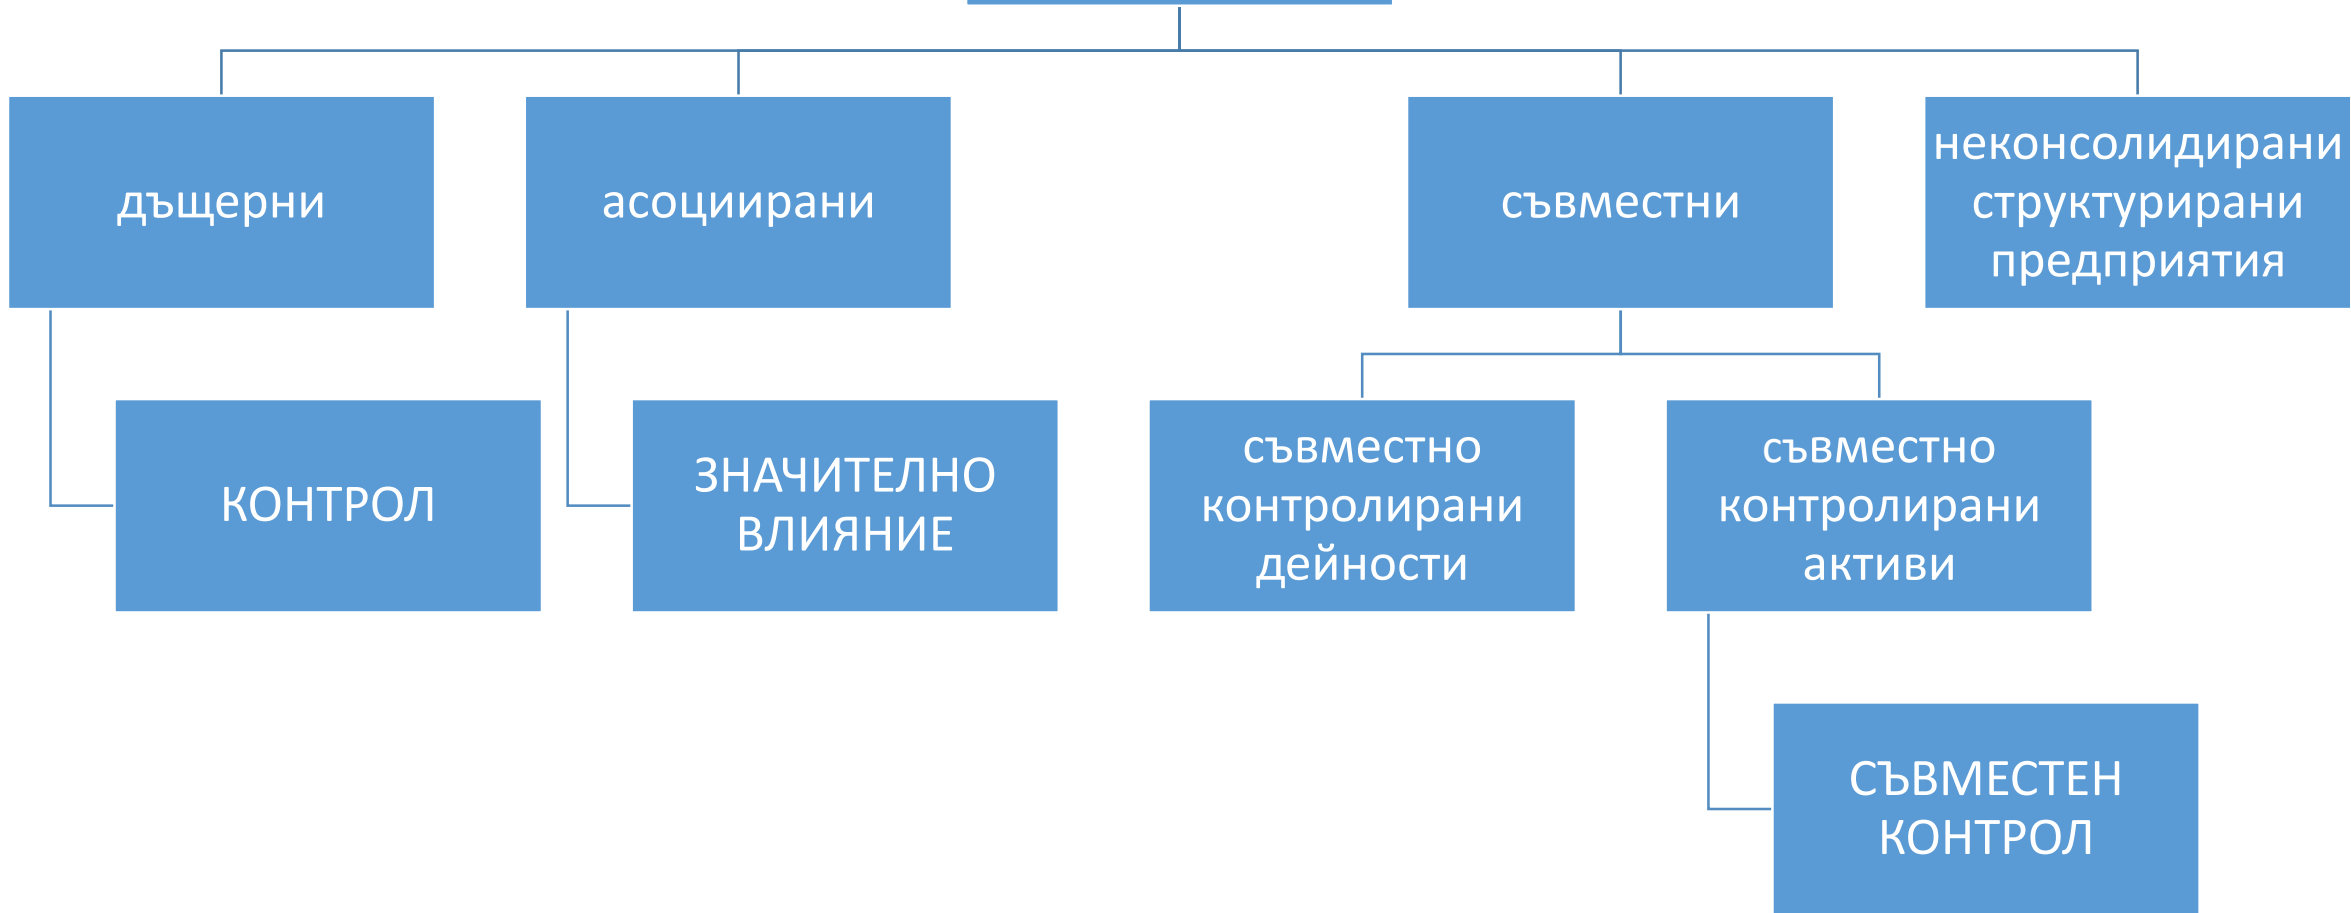 дъщерни
асоциирани
съвместни
неконсолидирани
структурирани
предприятия
КОНТРОЛ
ЗНАЧИТЕЛНО
ВЛИЯНИЕ
съвместно
контролирани
дейности
съвместно
контролирани
активи
СЪВМЕСТЕН
КОНТРОЛ